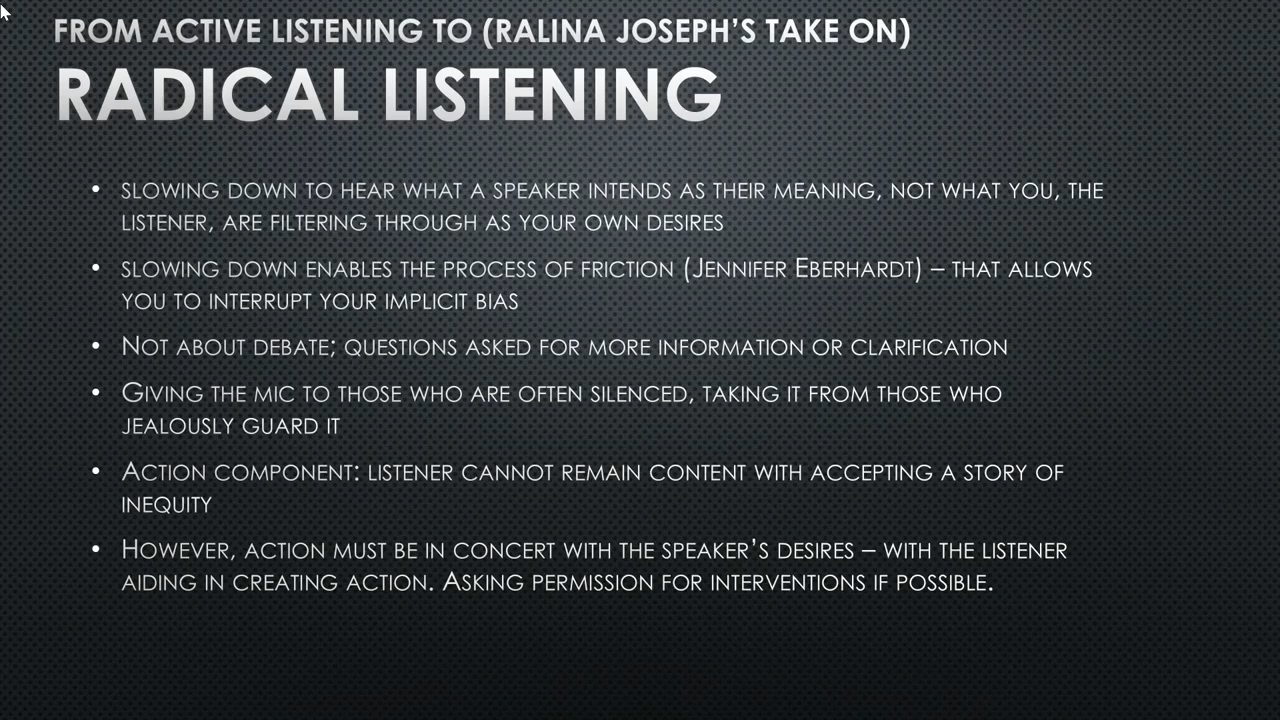 FROM ACTIVE LISTENING TO (RALINA JOSEPH'S TAKE ON)
RADICAL LISTENING
• SLOWING DOWN TO HEAR WHAT A SPEAKER INTENDS AS THEIR MEANING, NOT WHAT YOU, THE
LISTENER, ARE FILTERING THROUGH AS YOUR OWN DESIRES
• SLOWING DOWN ENABLES THE PROCESS OF FRICTION (JENNIFER EBERHARDT) – THAT ALLOWS
YOU TO INTERRUPT YOUR IMPLICIT BIAS
• NOT ABOUT DEBATE; QUESTIONS ASKED FOR MORE INFORMATION OR CLARIFICATION
• GIVING THE MIC TO THOSE WHO ARE OFTEN SILENCED, TAKING IT FROM THOSE WHO
JEALOUSLY GUARD IT
• ACTION COMPONENT: LISTENER CANNOT REMAIN CONTENT WITH ACCEPTING A STORY OF
INEQUITY
• HOWEVER, ACTION MUST BE IN CONCERT WITH THE SPEAKER'S DESIRES – WITH THE LISTENER
AIDING IN CREATING ACTION. ASKING PERMISSION FOR INTERVENTIONS IF POSSIBLE.